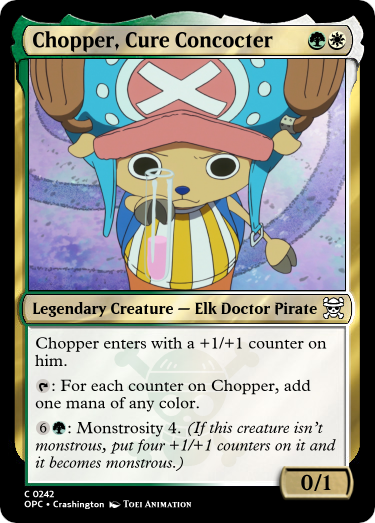 Chopper, Cure Concocter
Legendary Creature — Elk Doctor Pirate
Chopper enters with a +1/+1 counter on
him.
: For each counter on Chopper, add
one mana of any color.
6 : Monstrosity 4. (If this creature isn't
monstrous, put four +1/+1 counters on it and
it becomes monstrous.)
0/1
C 0242
OPC • Crashington TOEI ANIMATION